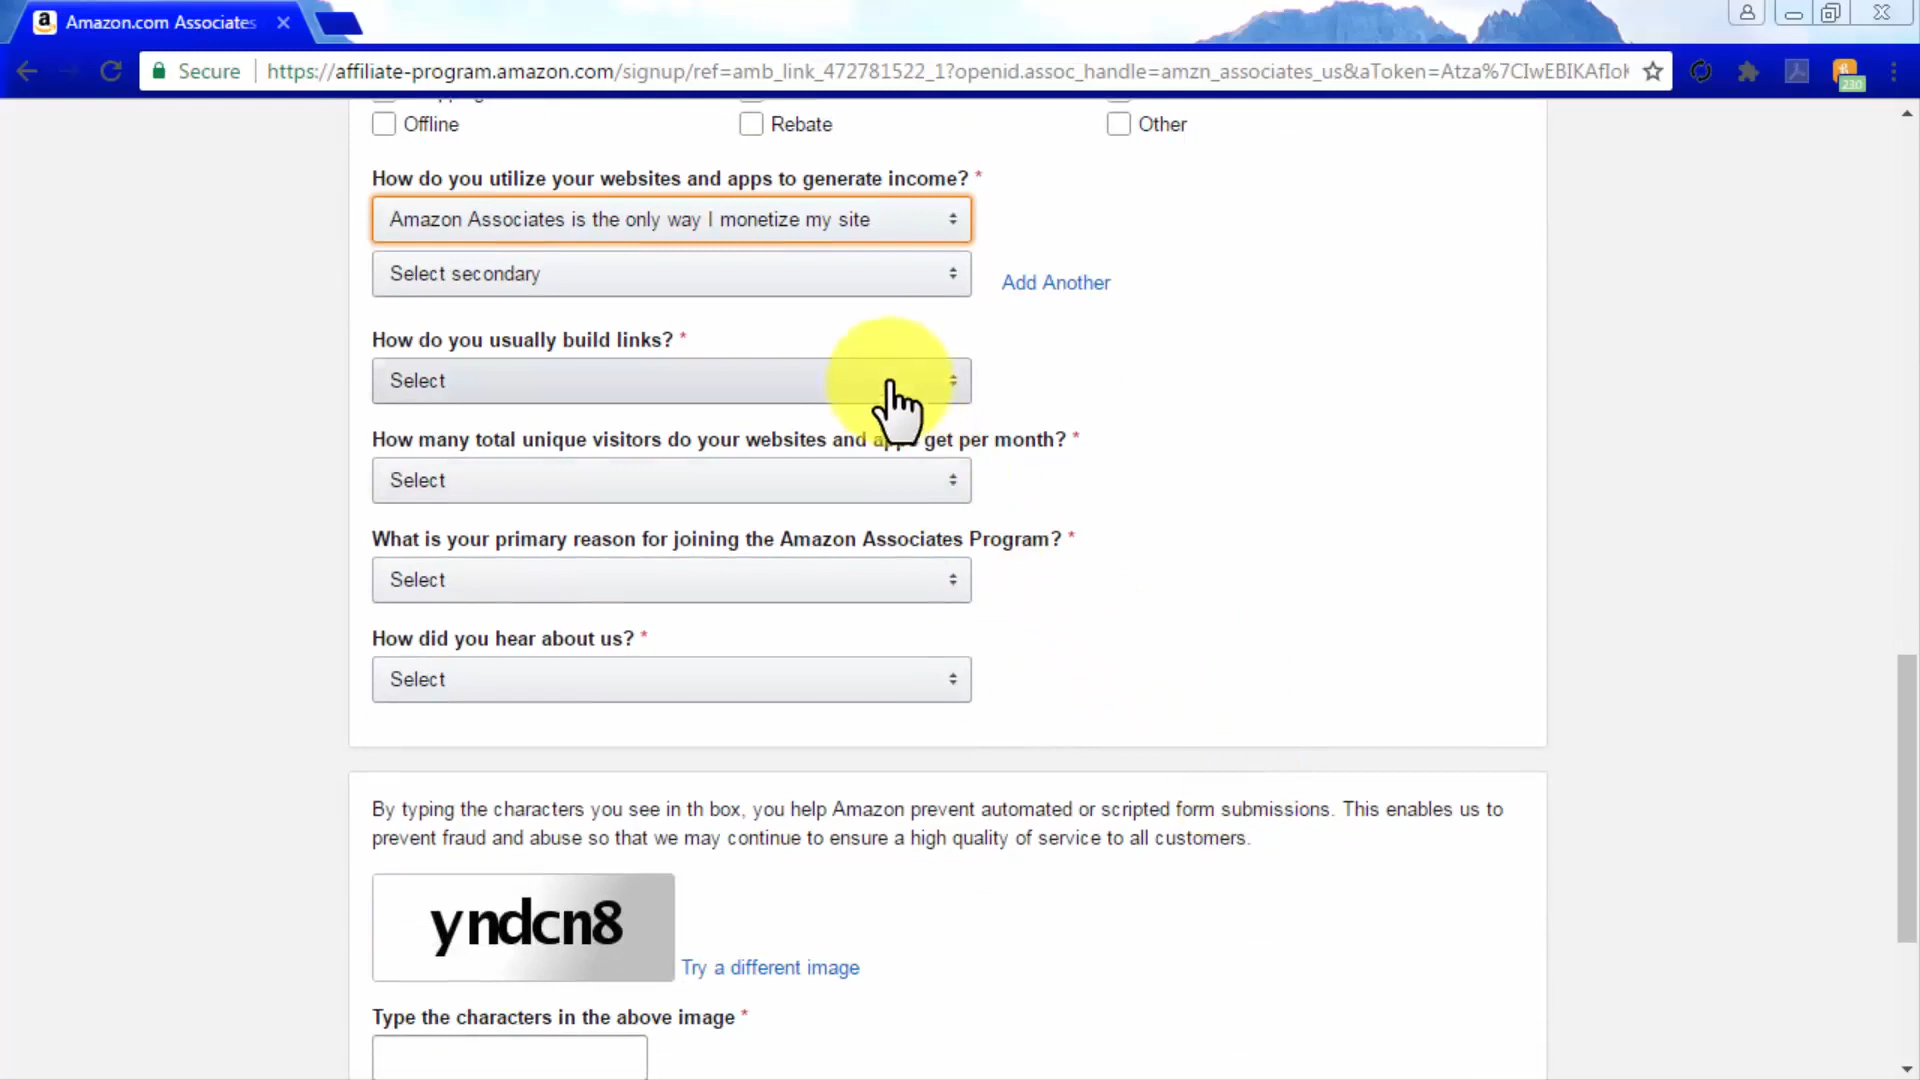 Amazon.com Associates
Secure
https://affiliate-program.amazon.com/signup/ref=amb_link_472781522_1?openid.assoc_handle=amzn_associates_us&aToken=Atza%7CIwEBIKAfIoK
230
Offline
Rebate
Other
How do you utilize your websites and apps to generate income? *
Amazon Associates is the only way I monetize my site
Select secondary
Add Another
How do you usually build links? *
Select
How many total unique visitors do your websites and apps get per month? *
Select
What is your primary reason for joining the Amazon Associates Program? *
Select
How did you hear about us? *
Select
By typing the characters you see in th box, you help Amazon prevent automated or scripted form submissions. This enables us to
prevent fraud and abuse so that we may continue to ensure a high quality of service to all customers.
yndcn8
Try a different image
Type the characters in the above image *